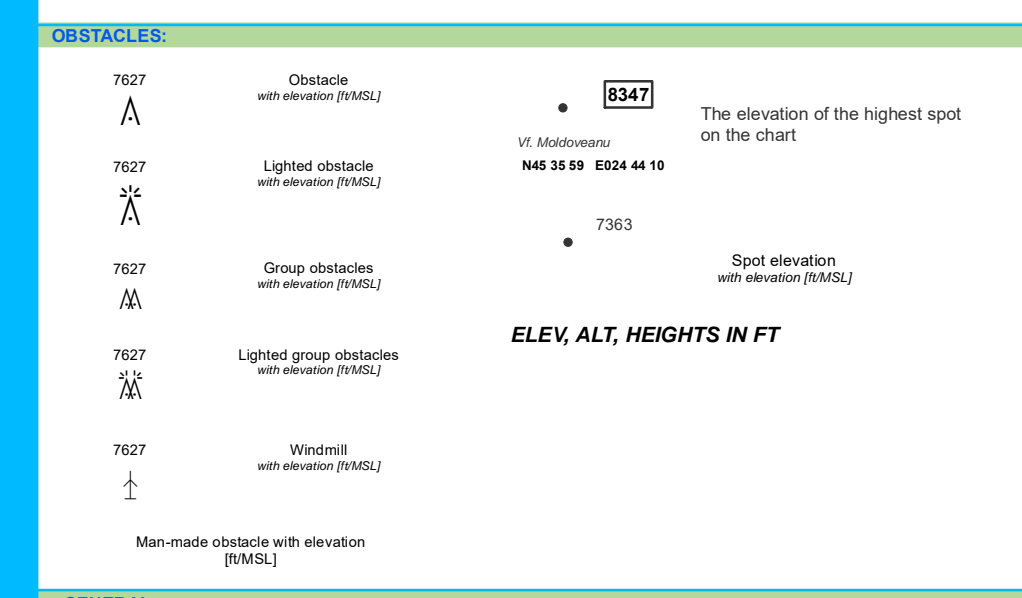 OBSTACLES:
7627
Obstacle
with elevation [ft/MSL]
7627
Lighted obstacle
with elevation [ft/MSL]
7627
Group obstacles
with elevation [ft/MSL]
7627
Lighted group obstacles
with elevation [ft/MSL]
7627
Windmill
with elevation [ft/MSL]
Man-made obstacle with elevation
[ft/MSL]
8347
The elevation of the highest spot
on the chart
Vf. Moldoveanu
N45 35 59 E024 44 10
7363
Spot elevation
with elevation [ft/MSL]
ELEV, ALT, HEIGHTS IN FT